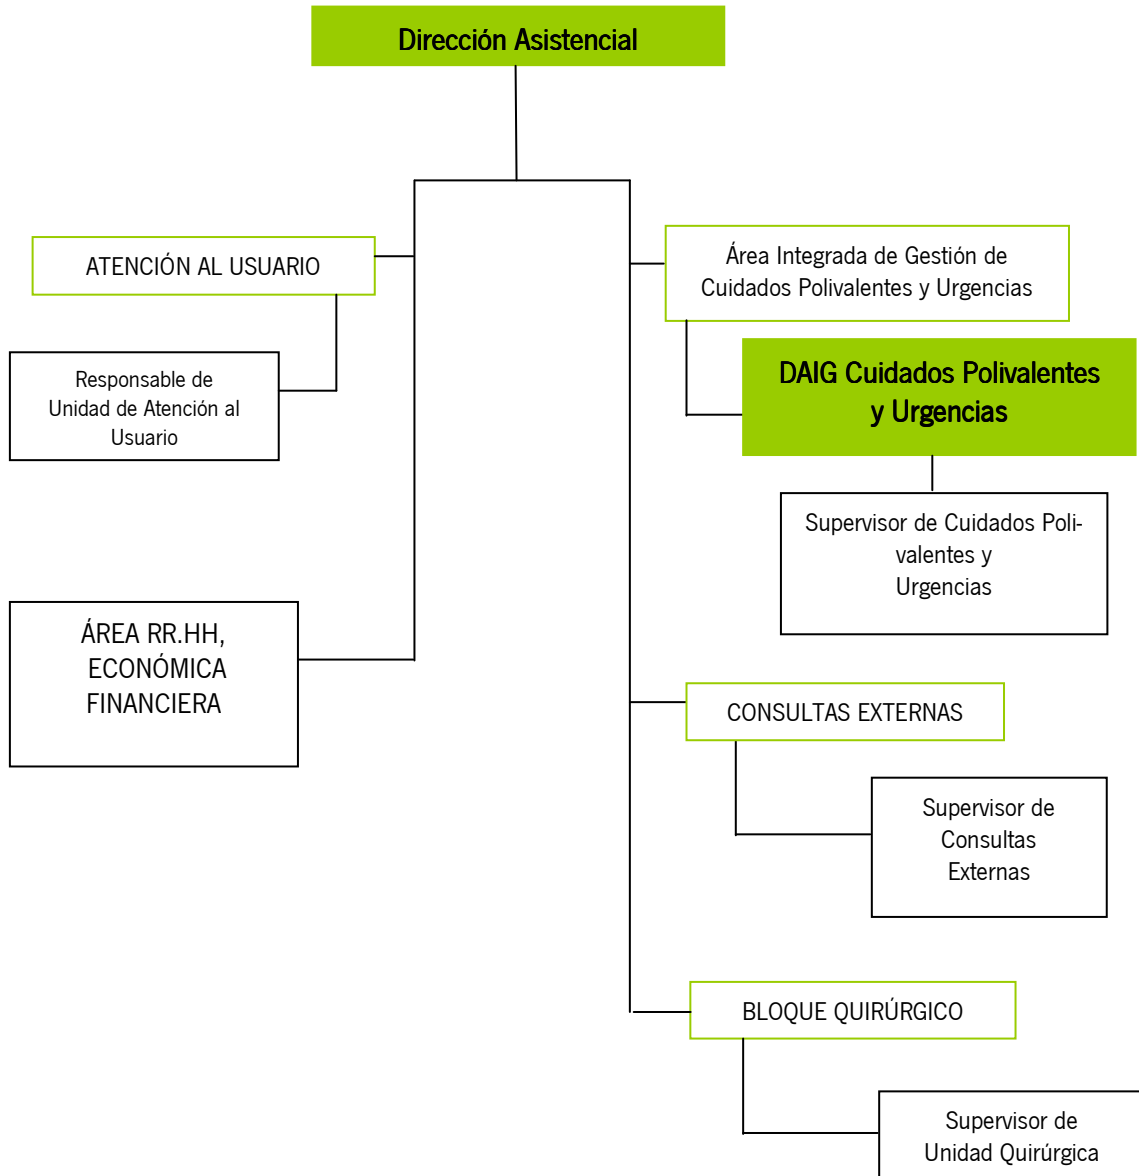 Dirección Asistencial
ATENCIÓN AL USUARIO
Responsable de
Unidad de Atención al
Usuario
ÁREA RR.HH,
ECONÓMICA
FINANCIERA
Área Integrada de Gestión de
Cuidados Polivalentes y Urgencias
DAIG Cuidados Polivalentes
y Urgencias
Supervisor de Cuidados Poli-
valentes y
Urgencias
CONSULTAS EXTERNAS
Supervisor de
Consultas
Externas
BLOQUE QUIRÚRGICO
Supervisor de
Unidad Quirúrgica